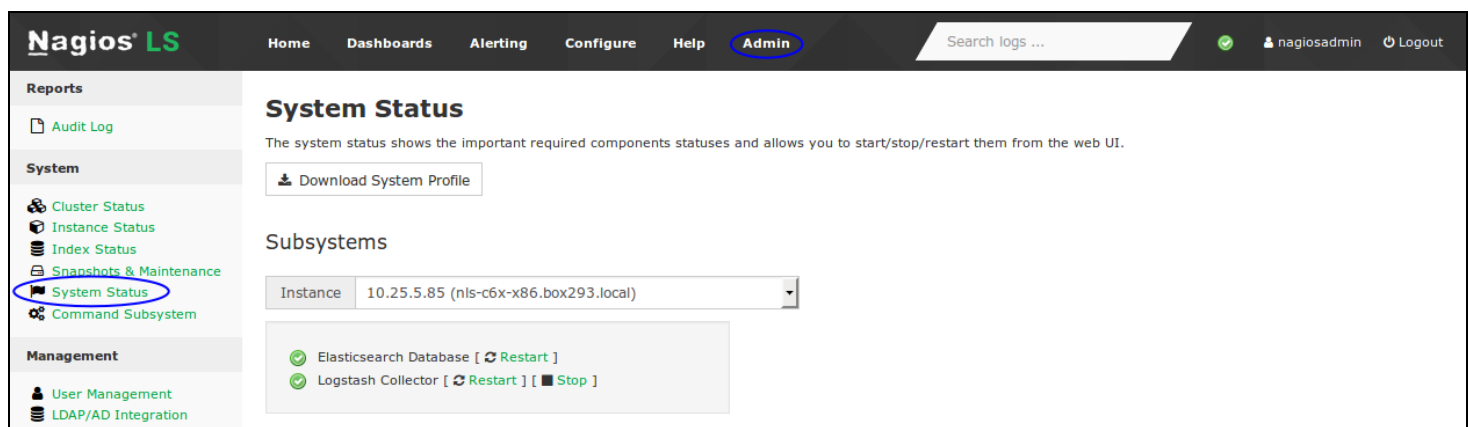 Nagios® LS
Home Dashboards Alerting Configure Help Admin
Search logs ...
nagiosadmin Logout
Reports
Audit Log
System
Cluster Status
Instance Status
Index Status
Snapshots & Maintenance
System Status
Command Subsystem
Management
User Management
LDAP/AD Integration
System Status
The system status shows the important required components statuses and allows you to start/stop/restart them from the web UI.
Download System Profile
Subsystems
Instance 10.25.5.85 (nls-c6x-x86.box293.local)
Elasticsearch Database [ Restart ]
Logstash Collector [ Restart ] [ Stop ]